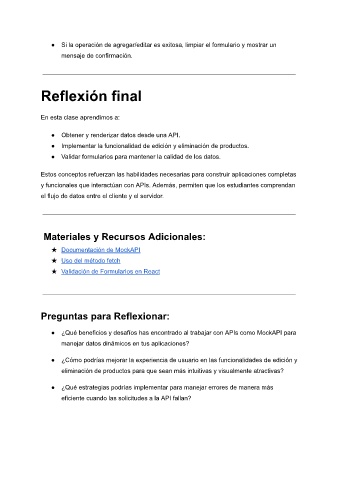 ● Si la operación de agregar/editar es exitosa, limpiar el formulario y mostrar un
mensaje de confirmación.
Reflexión final
En esta clase aprendimos a:
● Obtener y renderizar datos desde una API.
● Implementar la funcionalidad de edición y eliminación de productos.
● Validar formularios para mantener la calidad de los datos.
Estos conceptos refuerzan las habilidades necesarias para construir aplicaciones completas
y funcionales que interactúan con APIs. Además, permiten que los estudiantes comprendan
el flujo de datos entre el cliente y el servidor.
Materiales y Recursos Adicionales:
★ Documentación de MockAPI
★ Uso del método fetch
★ Validación de Formularios en React
Preguntas para Reflexionar:
● ¿Qué beneficios y desafíos has encontrado al trabajar con APIs como MockAPI para
manejar datos dinámicos en tus aplicaciones?
● ¿Cómo podrías mejorar la experiencia de usuario en las funcionalidades de edición y
eliminación de productos para que sean más intuitivas y visualmente atractivas?
● ¿Qué estrategias podrías implementar para manejar errores de manera más
eficiente cuando las solicitudes a la API fallan?